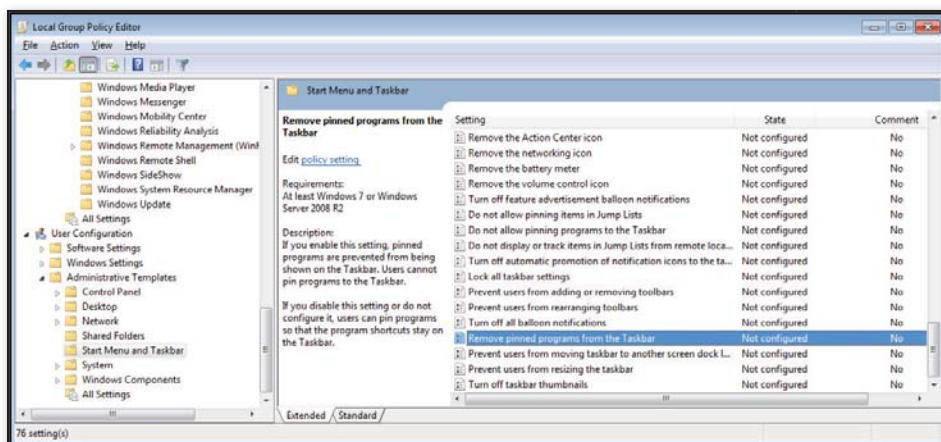 Local Group Policy Editor
File Action View Help
Windows Media Player
Windows Messenger
Windows Mobility Center
Windows Reliability Analysis
Windows Remote Management (WinR
Windows Remote Shell
Windows SideShow
Windows System Resource Manager
Windows Update
All Settings
User Configuration
Software Settings
Windows Settings
Administrative Templates
Control Panel
Desktop
Network
Shared Folders
Start Menu and Taskbar
System
Windows Components
All Settings
Start Menu and Taskbar
Remove pinned programs from the
Taskbar
Edit policy setting
Requirements:
At least Windows 7 or Windows
Server 2008 R2
Description:
If you enable this setting, pinned
programs are prevented from being
shown on the Taskbar. Users cannot
pin programs to the Taskbar.
If you disable this setting or do not
configure it, users can pin programs
so that the program shortcuts stay on
the Taskbar.
Setting State Comment
Remove the Action Center icon Not configured No
Remove the networking icon Not configured No
Remove the battery meter Not configured No
Remove the volume control icon Not configured No
Turn off feature advertisement balloon notifications Not configured No
Do not allow pinning items in Jump Lists Not configured No
Do not allow pinning programs to the Taskbar Not configured No
Do not display or track items in Jump Lists from remote loca... Not configured No
Turn off automatic promotion of notification icons to the ta... Not configured No
Lock all taskbar settings Not configured No
Prevent users from adding or removing toolbars Not configured No
Prevent users from rearranging toolbars Not configured No
Turn off all balloon notifications Not configured No
Remove pinned programs from the Taskbar Not configured No
Prevent users from moving taskbar to another screen dock l... Not configured No
Prevent users from resizing the taskbar Not configured No
Turn off taskbar thumbnails Not configured No
Extended Standard
76 setting(s)